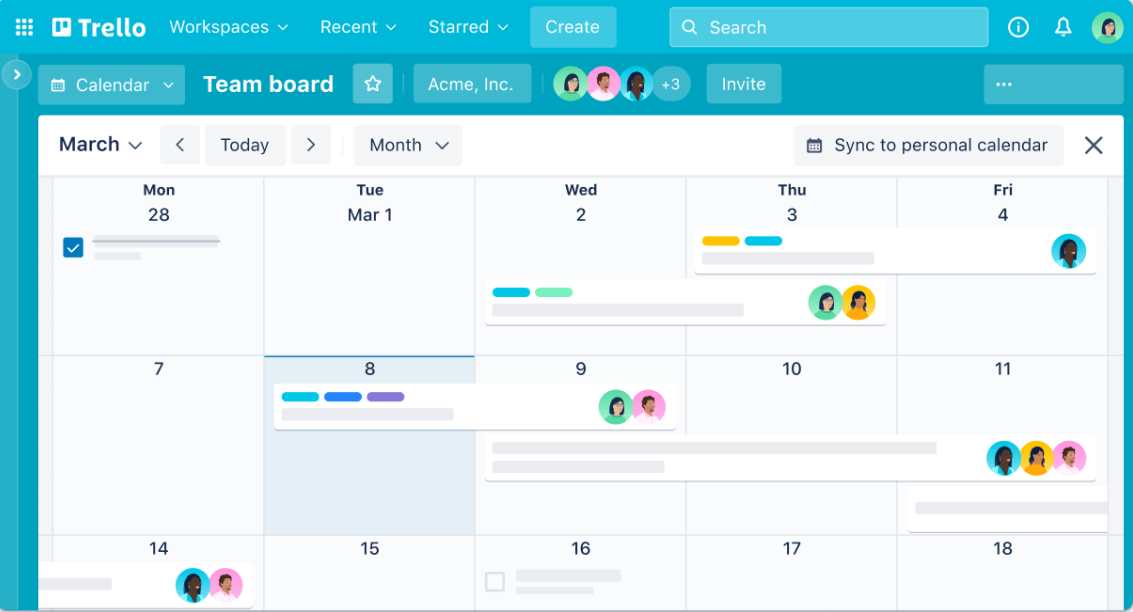 Trello Workspaces Recent Starred Create Search
Calendar Team board Acme, Inc. +3 Invite ...
March Today Month Sync to personal calendar
Mon Tue Wed Thu Fri
28 Mar 1 2 3 4
7 8 9 10 11
14 15 16 17 18